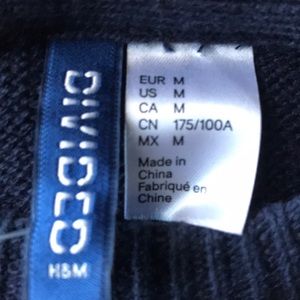 DIVIDED
H&M
EUR M
US M
CA M
CN 175/100A
MX M
Made in
China
Fabriqué en
Chine